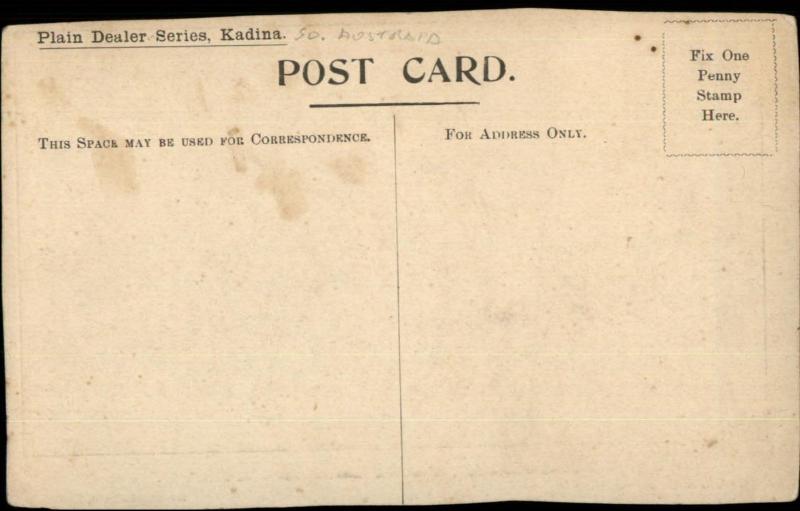 Plain Dealer Series, Kadina. SO. AUSTRALIA
POST CARD.
THIS SPACE MAY BE USED FOR CORRESPONDENCE.
FOR ADDRESS ONLY.
Fix One
Penny
Stamp
Here.